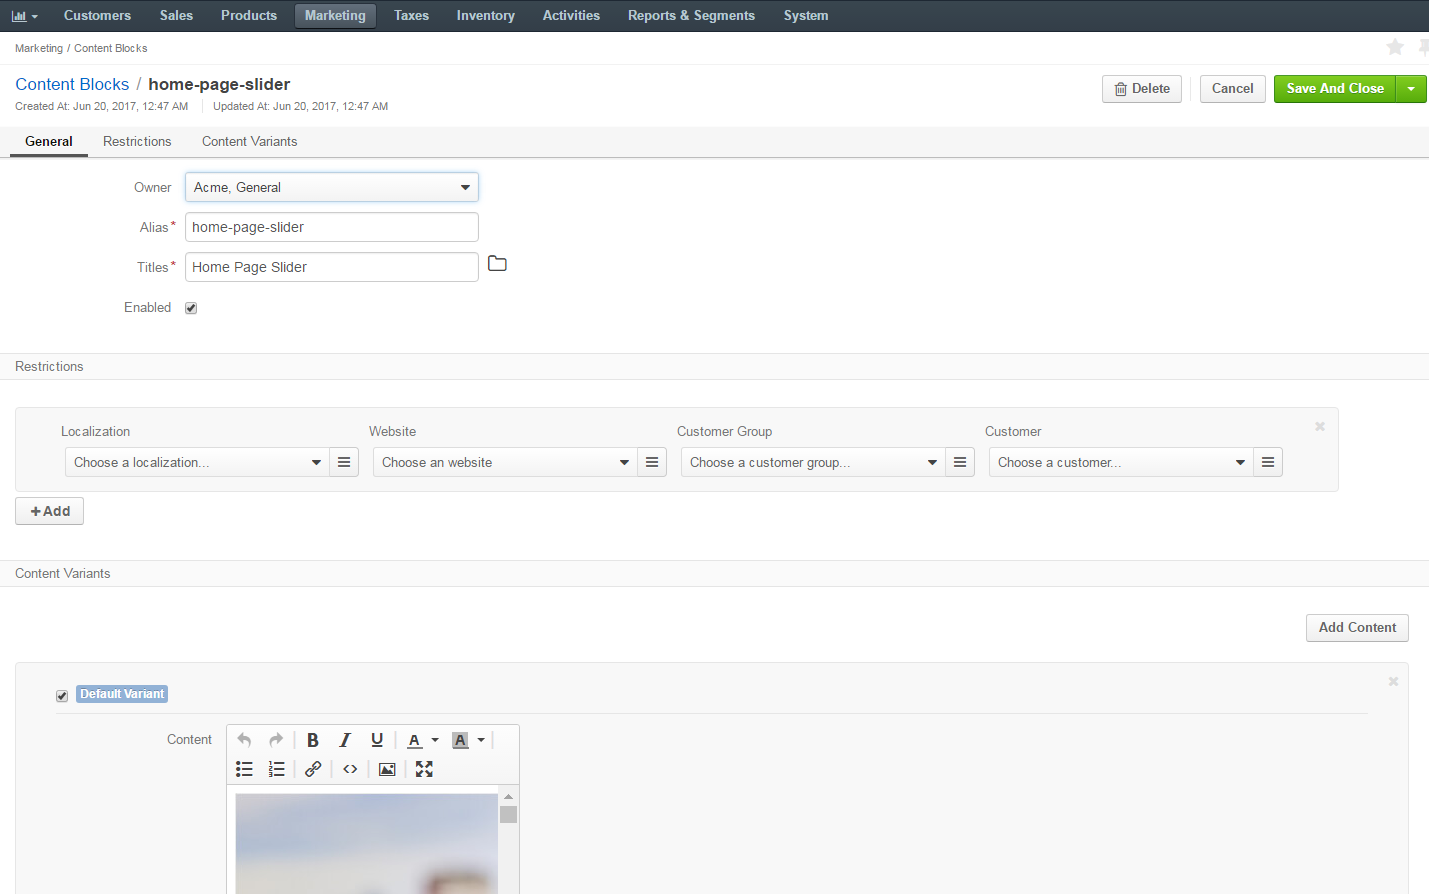 Customers Sales Products Marketing Taxes Inventory Activities Reports & Segments System
Marketing / Content Blocks
Content Blocks / home-page-slider
Created At: Jun 20, 2017, 12:47 AM Updated At: Jun 20, 2017, 12:47 AM
Delete Cancel Save And Close
General Restrictions Content Variants
Owner Acme, General
Alias* home-page-slider
Titles* Home Page Slider
Enabled
Restrictions
Localization Website Customer Group Customer
Choose a localization... Choose an website Choose a customer group... Choose a customer...
+Add
Content Variants
Add Content
Default Variant
Content B I U A A